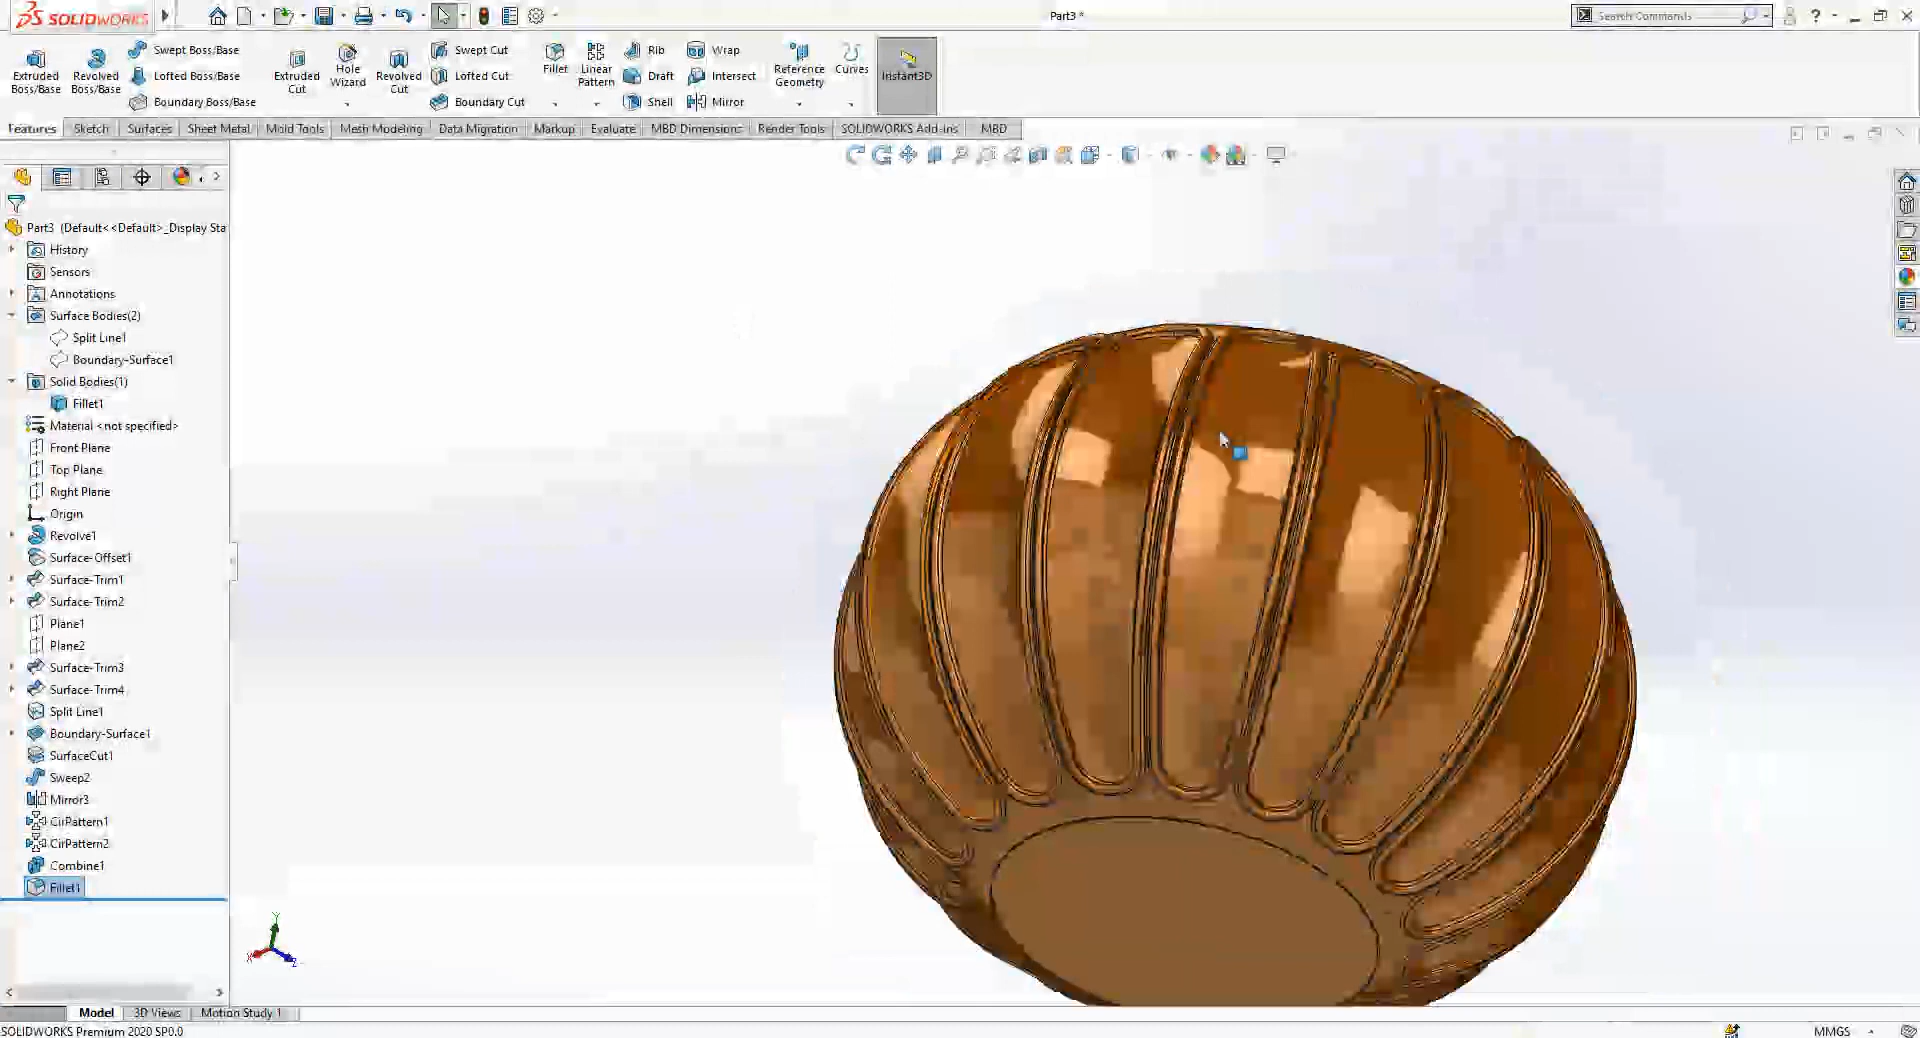 SOLIDWORKS
Part3 *
Search Commands
Extruded Boss/Base
Revolved Boss/Base
Swept Boss/Base
Lofted Boss/Base
Boundary Boss/Base
Extruded Cut
Hole Wizard
Revolved Cut
Swept Cut
Lofted Cut
Boundary Cut
Fillet
Linear Pattern
Rib
Draft
Shell
Wrap
Intersect
Mirror
Reference Geometry
Curves
Instant3D
Features
Sketch
Surfaces
Sheet Metal
Mold Tools
Mesh Modeling
Data Migration
Markup
Evaluate
MBD Dimensions
Render Tools
SOLIDWORKS Add-Ins
MBD
Part3 (Default<<Default>_Display Sta
History
Sensors
Annotations
Surface Bodies(2)
Split Line1
Boundary-Surface1
Solid Bodies(1)
Fillet1
Material <not specified>
Front Plane
Top Plane
Right Plane
Origin
Revolve1
Surface-Offset1
Surface-Trim1
Surface-Trim2
Plane1
Plane2
Surface-Trim3
Surface-Trim4
Split Line1
Boundary-Surface1
SurfaceCut1
Sweep2
Mirror3
CirPattern1
CirPattern2
Combine1
Fillet1
Y
X
Z
Model
3D Views
Motion Study 1
SOLIDWORKS Premium 2020 SP0.0
MMGS